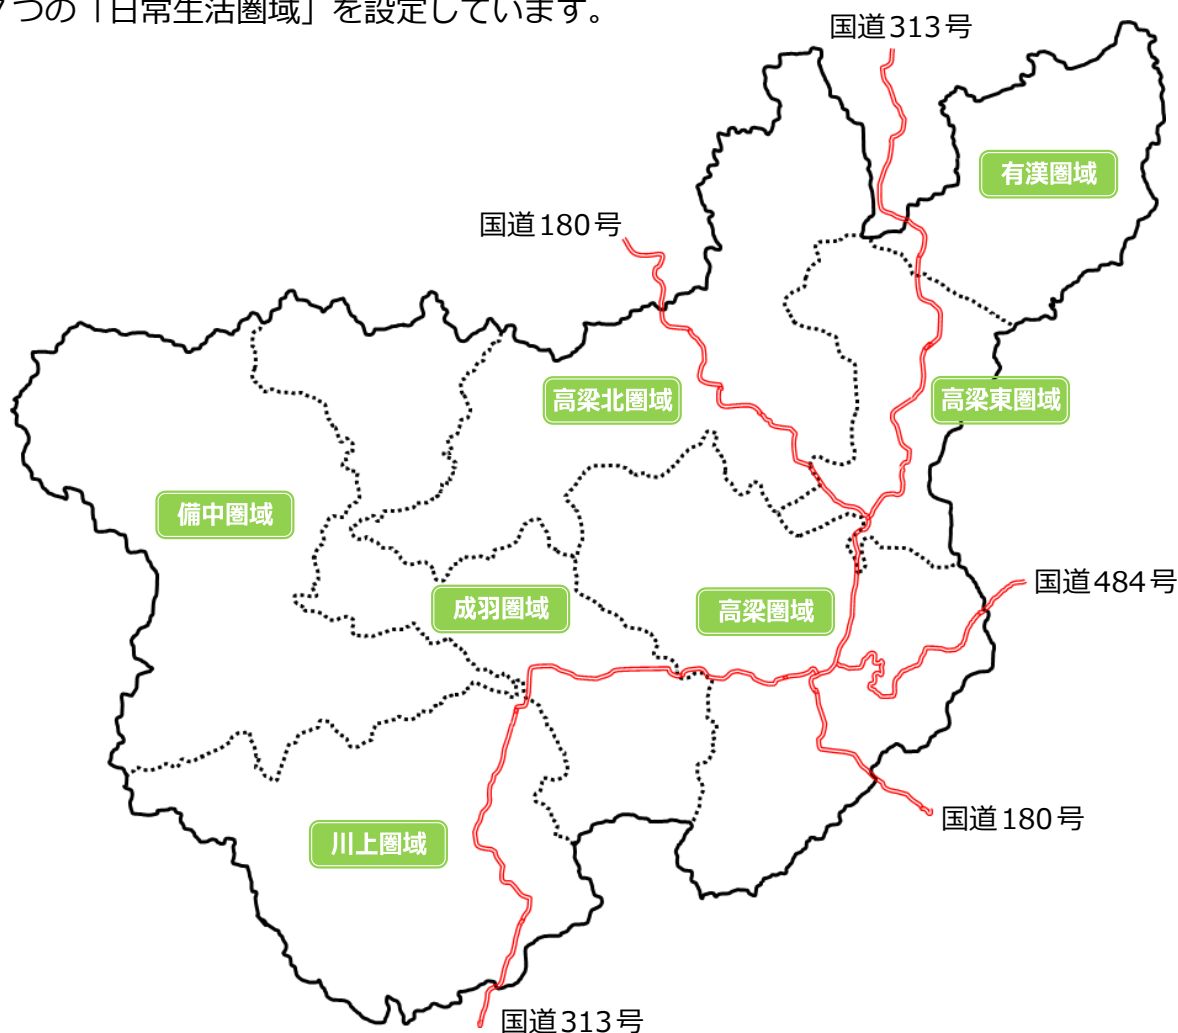 ７つの「日常生活圏域」を設定しています。
国道313号
有漢圏域
国道180号
高梁北圏域
高梁東圏域
備中圏域
国道484号
成羽圏域
高梁圏域
国道180号
川上圏域
国道313号